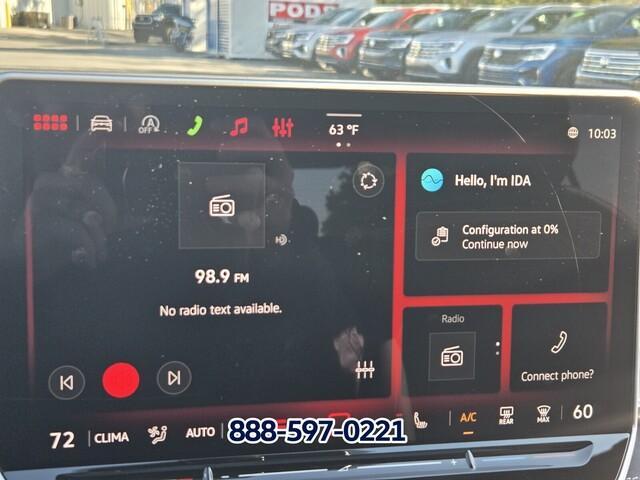 PODS
OFF
63 °F
10:03
Hello, I'm IDA
Configuration at 0%
Continue now
98.9 FM
No radio text available.
Radio
Connect phone?
72 CLIMA AUTO A/C REAR MAX 60
888-597-0221